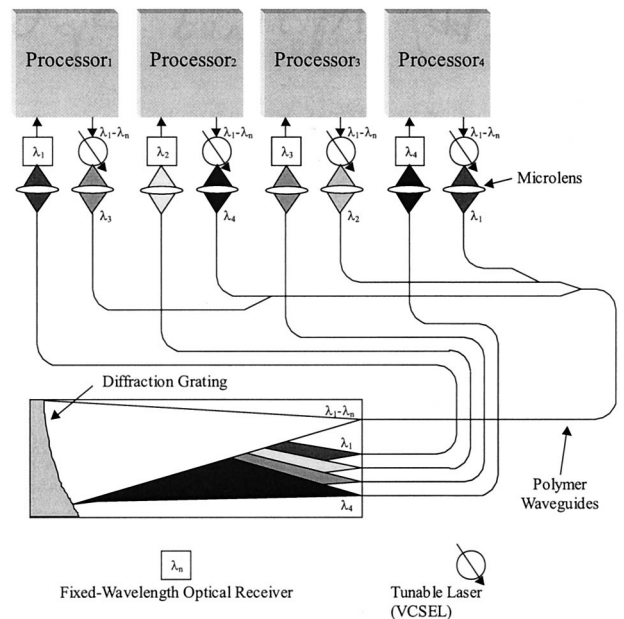 Processor1 Processor2 Processor3 Processor4
λ1-λn λ1-λn λ1-λn λ1-λn
λ1 λ2 λ3 λ4
Microlens
λ3 λ4 λ2 λ1
Diffraction Grating
λ1-λn
λ1
λ4
Polymer
Waveguides
λn
Fixed-Wavelength Optical Receiver
Tunable Laser
(VCSEL)